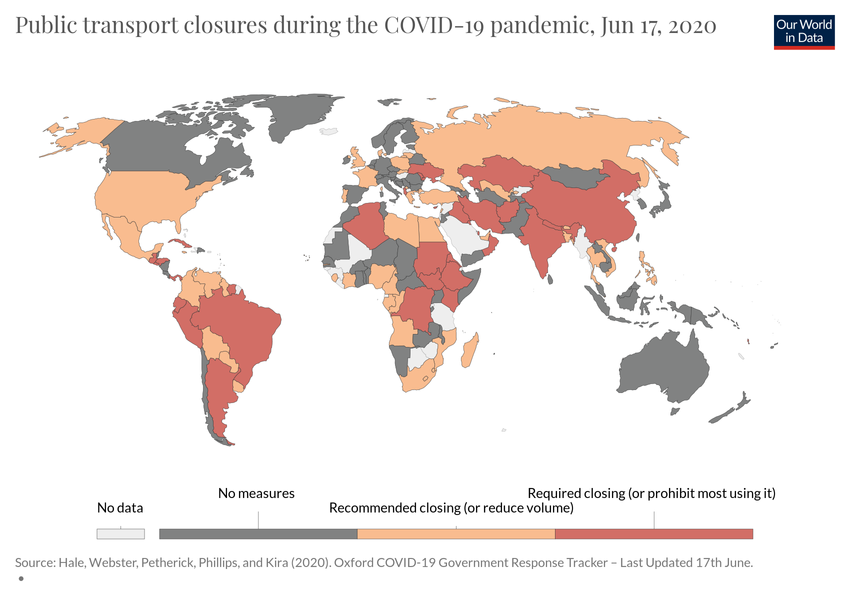 Public transport closures during the COVID-19 pandemic, Jun 17, 2020
Our World
in Data
No data
No measures
Recommended closing (or reduce volume)
Required closing (or prohibit most using it)
Source: Hale, Webster, Petherick, Phillips, and Kira (2020). Oxford COVID-19 Government Response Tracker – Last Updated 17th June.
•